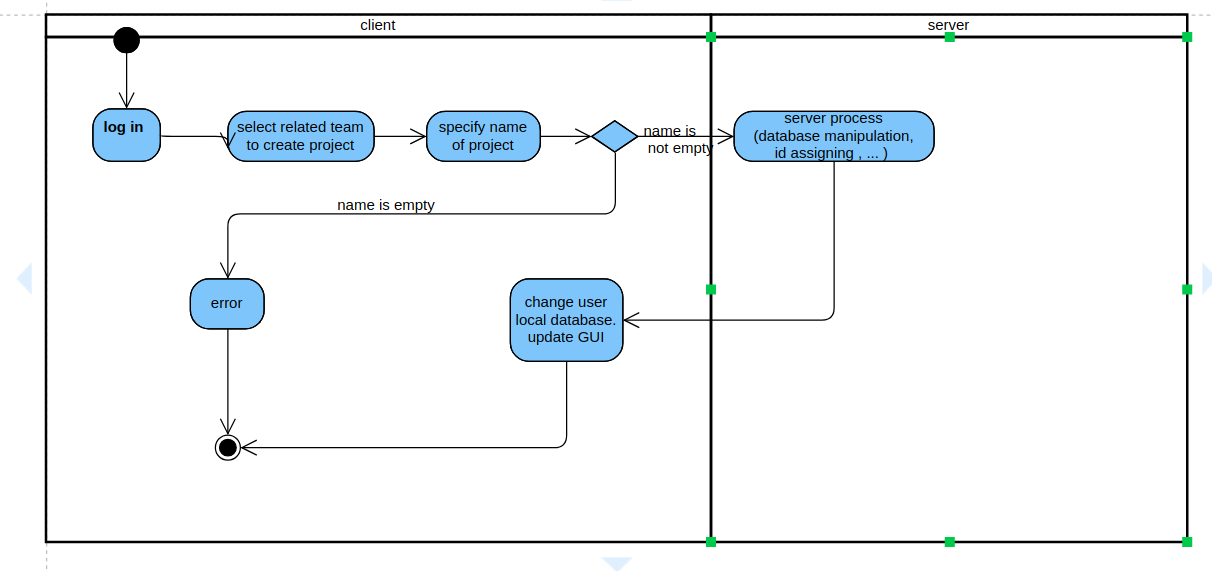 client
server
log in
select related team
to create project
specify name
of project
name is
not empty
server process
(database manipulation,
id assigning , ... )
name is empty
error
change user
local database.
update GUI